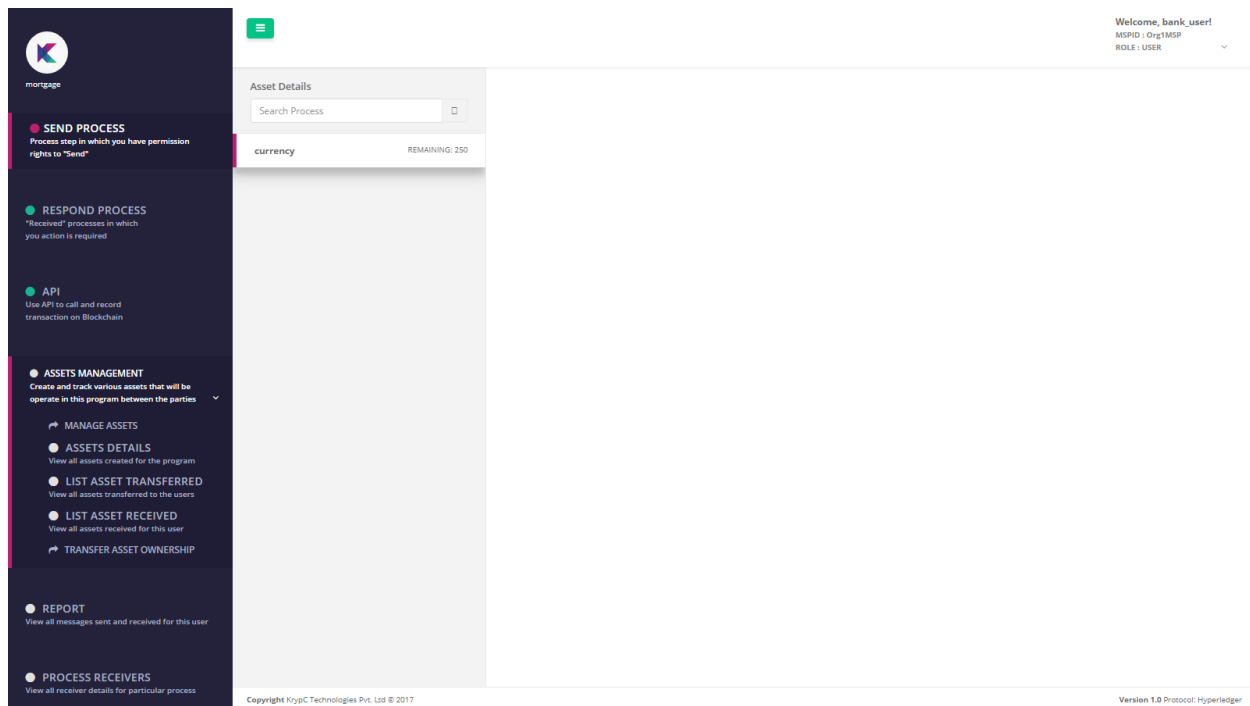 mortgage
SEND PROCESS
Process step in which you have permission
rights to "Send"
RESPOND PROCESS
"Received" processes in which
you action is required
API
Use API to call and record
transaction on Blockchain
ASSETS MANAGEMENT
Create and track various assets that will be
operate in this program between the parties
MANAGE ASSETS
ASSETS DETAILS
View all assets created for the program
LIST ASSET TRANSFERRED
View all assets transferred to the users
LIST ASSET RECEIVED
View all assets received for this user
TRANSFER ASSET OWNERSHIP
REPORT
View all messages sent and received for this user
PROCESS RECEIVERS
View all receiver details for particular process
Welcome, bank_user!
MSPID : Org1MSP
ROLE : USER
Asset Details
Search Process
currency REMAINING: 250
Copyright KrypC Technologies Pvt. Ltd © 2017
Version 1.0 Protocol: Hyperledger